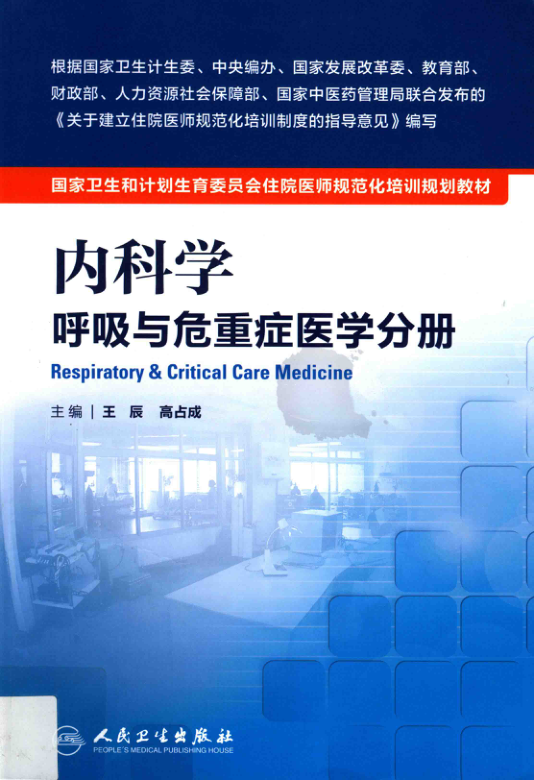 根据国家卫生计生委、中央编办、国家发展改革委、教育部、
财政部、人力资源社会保障部、国家中医药管理局联合发布的
《关于建立住院医师规范化培训制度的指导意见》编写
国家卫生和计划生育委员会住院医师规范化培训规划教材
内科学
呼吸与危重症医学分册
Respiratory & Critical Care Medicine
主编 | 王 辰 高占成
人民卫生出版社
PEOPLE'S MEDICAL PUBLISHING HOUSE